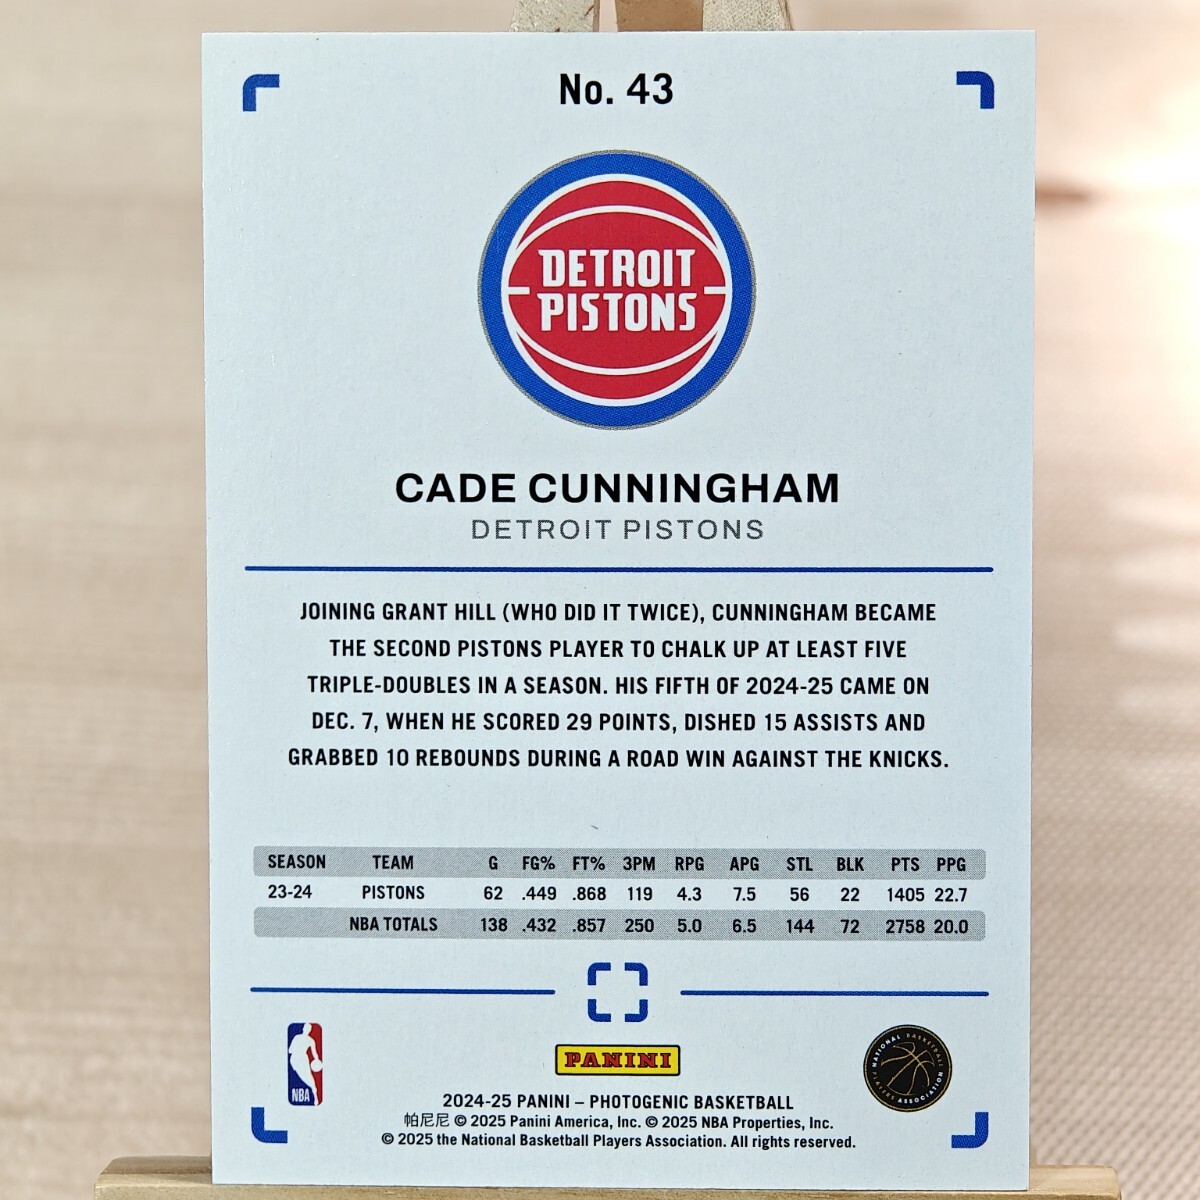 No. 43
DETROIT
PISTONS
CADE CUNNINGHAM
DETROIT PISTONS
JOINING GRANT HILL (WHO DID IT TWICE), CUNNINGHAM BECAME
THE SECOND PISTONS PLAYER TO CHALK UP AT LEAST FIVE
TRIPLE-DOUBLES IN A SEASON. HIS FIFTH OF 2024-25 CAME ON
DEC. 7, WHEN HE SCORED 29 POINTS, DISHED 15 ASSISTS AND
GRABBED 10 REBOUNDS DURING A ROAD WIN AGAINST THE KNICKS.
SEASON TEAM G FG% FT% 3PM RPG APG STL BLK PTS PPG
23-24 PISTONS 62 .449 .868 119 4.3 7.5 56 22 1405 22.7
NBA TOTALS 138 .432 .857 250 5.0 6.5 144 72 2758 20.0
NBA
PANINI
NATIONAL BASKETBALL PLAYERS ASSOCIATION
2024-25 PANINI – PHOTOGENIC BASKETBALL
帕尼尼 © 2025 Panini America, Inc. © 2025 NBA Properties, Inc.
© 2025 the National Basketball Players Association. All rights reserved.